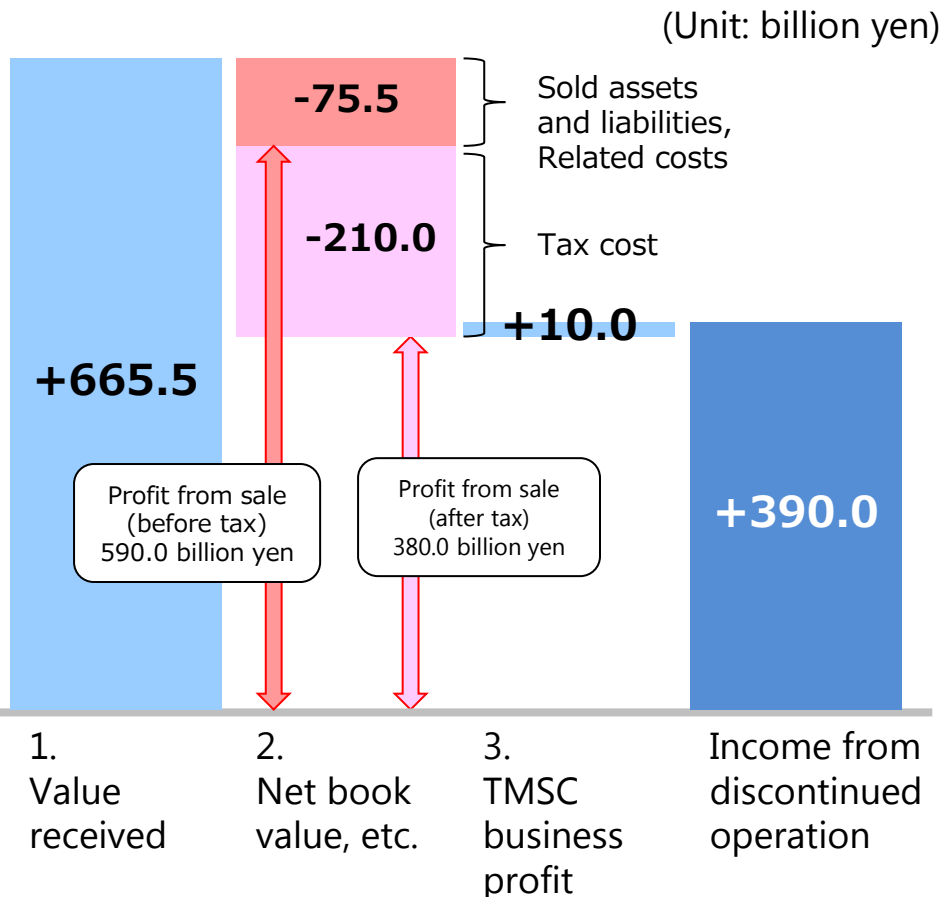 (Unit: billion yen)
-75.5
Sold assets
and liabilities,
Related costs
-210.0
Tax cost
+10.0
+665.5
Profit from sale
(before tax)
590.0 billion yen
Profit from sale
(after tax)
380.0 billion yen
+390.0
1.
Value
received
2.
Net book
value, etc.
3.
TMSC
business
profit
Income from
discontinued
operation